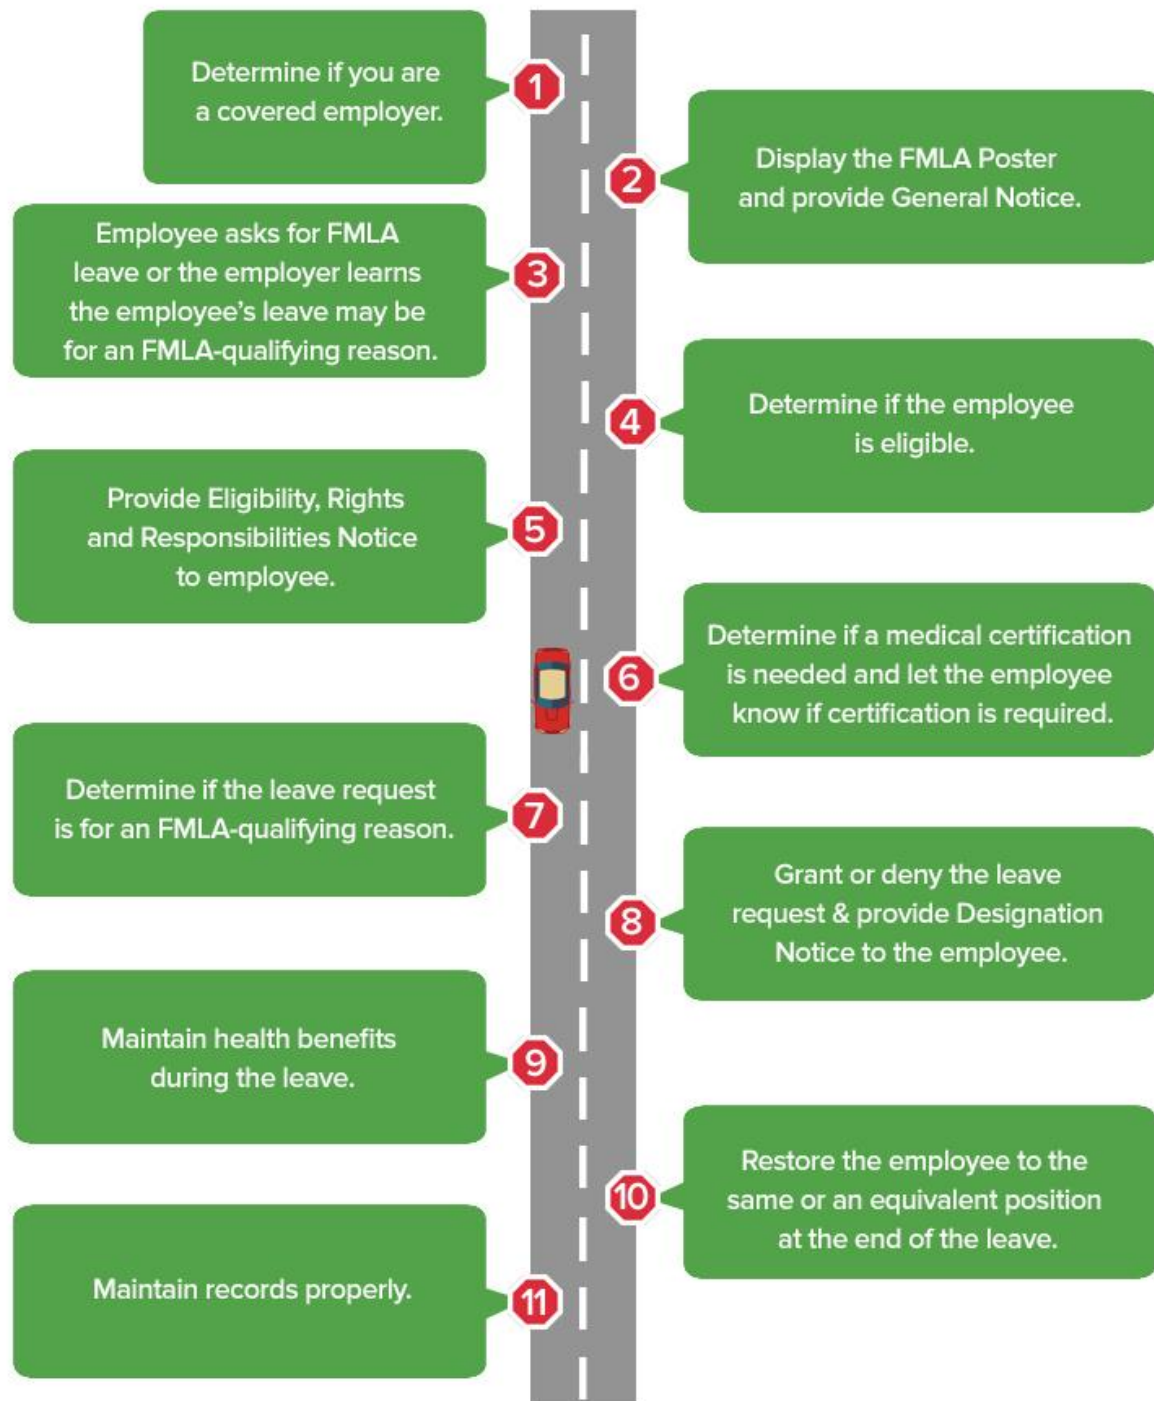 Determine if you are
a covered employer.
1
2
Display the FMLA Poster
and provide General Notice.
Employee asks for FMLA
leave or the employer learns
the employee’s leave may be
for an FMLA-qualifying reason.
3
4
Determine if the employee
is eligible.
Provide Eligibility, Rights
and Responsibilities Notice
to employee.
5
6
Determine if a medical certification
is needed and let the employee
know if certification is required.
Determine if the leave request
is for an FMLA-qualifying reason.
7
8
Grant or deny the leave
request & provide Designation
Notice to the employee.
Maintain health benefits
during the leave.
9
10
Restore the employee to the
same or an equivalent position
at the end of the leave.
Maintain records properly.
11